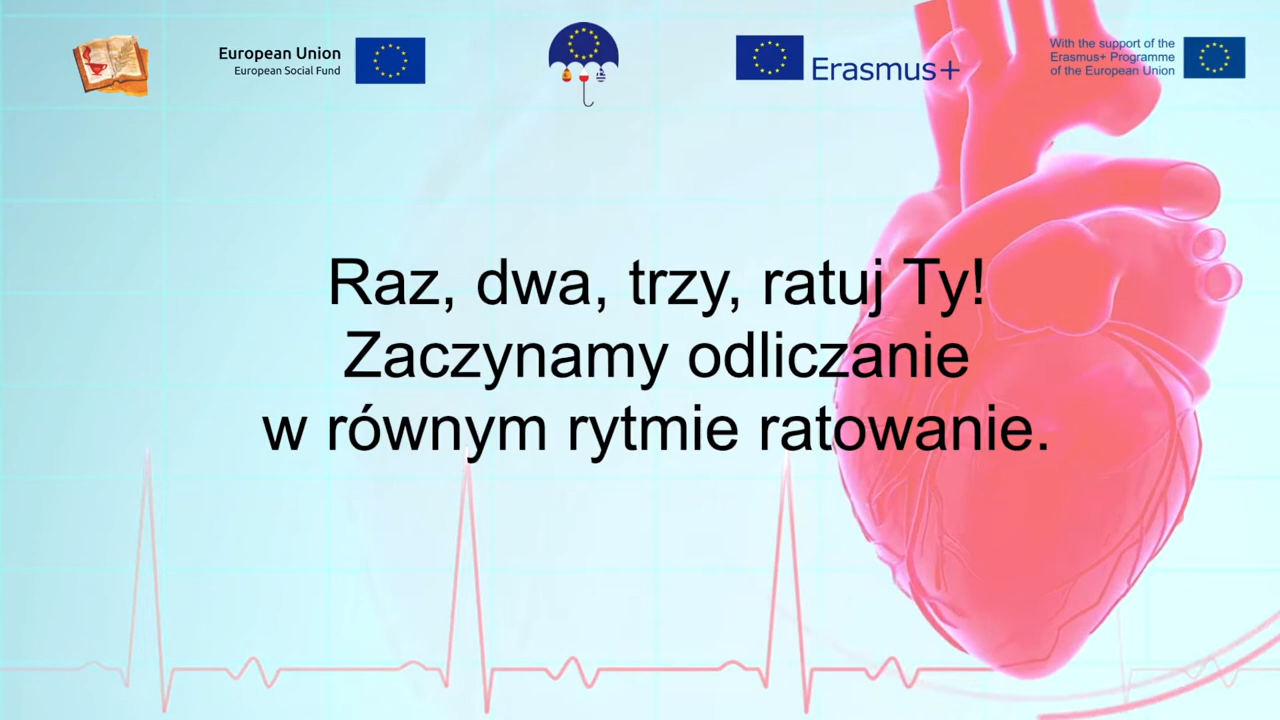 European Union
European Social Fund
Erasmus+
With the support of the
Erasmus+ Programme
of the European Union
Raz, dwa, trzy, ratuj Ty!
Zaczynamy odliczanie
w równym rytmie ratowanie.